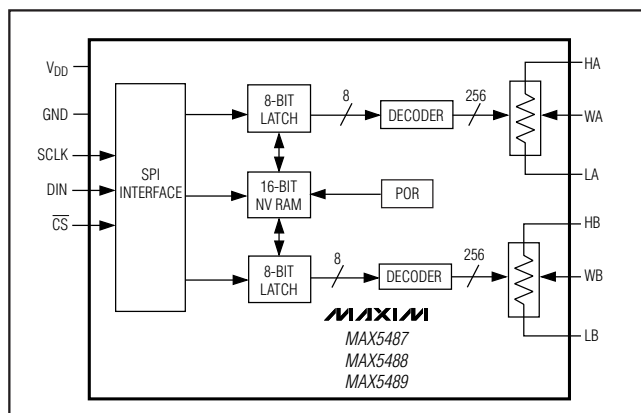 VDD
GND
SCLK
DIN
CS
SPI
INTERFACE
8-BIT
LATCH
8
DECODER
256
16-BIT
NV RAM
POR
8-BIT
LATCH
8
DECODER
256
HA
WA
LA
HB
WB
LB
MAXIM
MAX5487
MAX5488
MAX5489